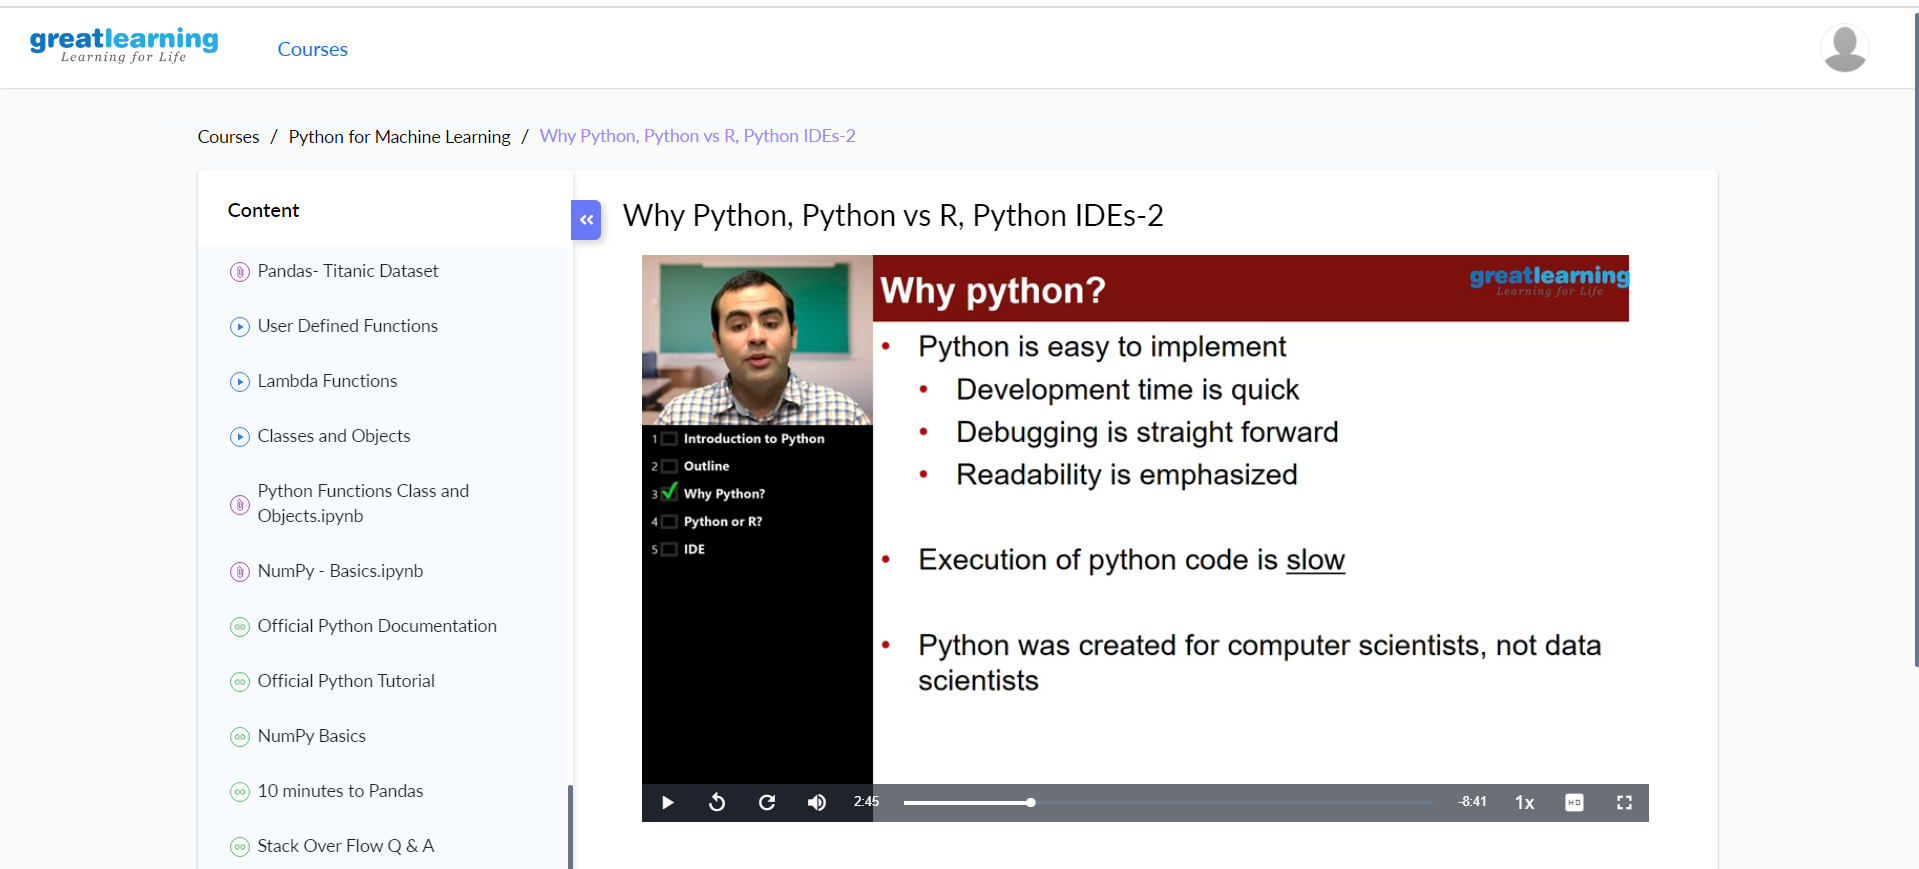 greatlearning
Learning for Life
Courses
Courses / Python for Machine Learning / Why Python, Python vs R, Python IDEs-2
Content
Pandas- Titanic Dataset
User Defined Functions
Lambda Functions
Classes and Objects
Python Functions Class and
Objects.ipynb
NumPy - Basics.ipynb
Official Python Documentation
Official Python Tutorial
NumPy Basics
10 minutes to Pandas
Stack Over Flow Q & A
«
Why Python, Python vs R, Python IDEs-2
Why python?
greatlearning
Learning for Life
• Python is easy to implement
• Development time is quick
• Debugging is straight forward
• Readability is emphasized
• Execution of python code is slow
• Python was created for computer scientists, not data
scientists
1 Introduction to Python
2 Outline
3 Why Python?
4 Python or R?
5 IDE
2:45
-8:41
1x
HD